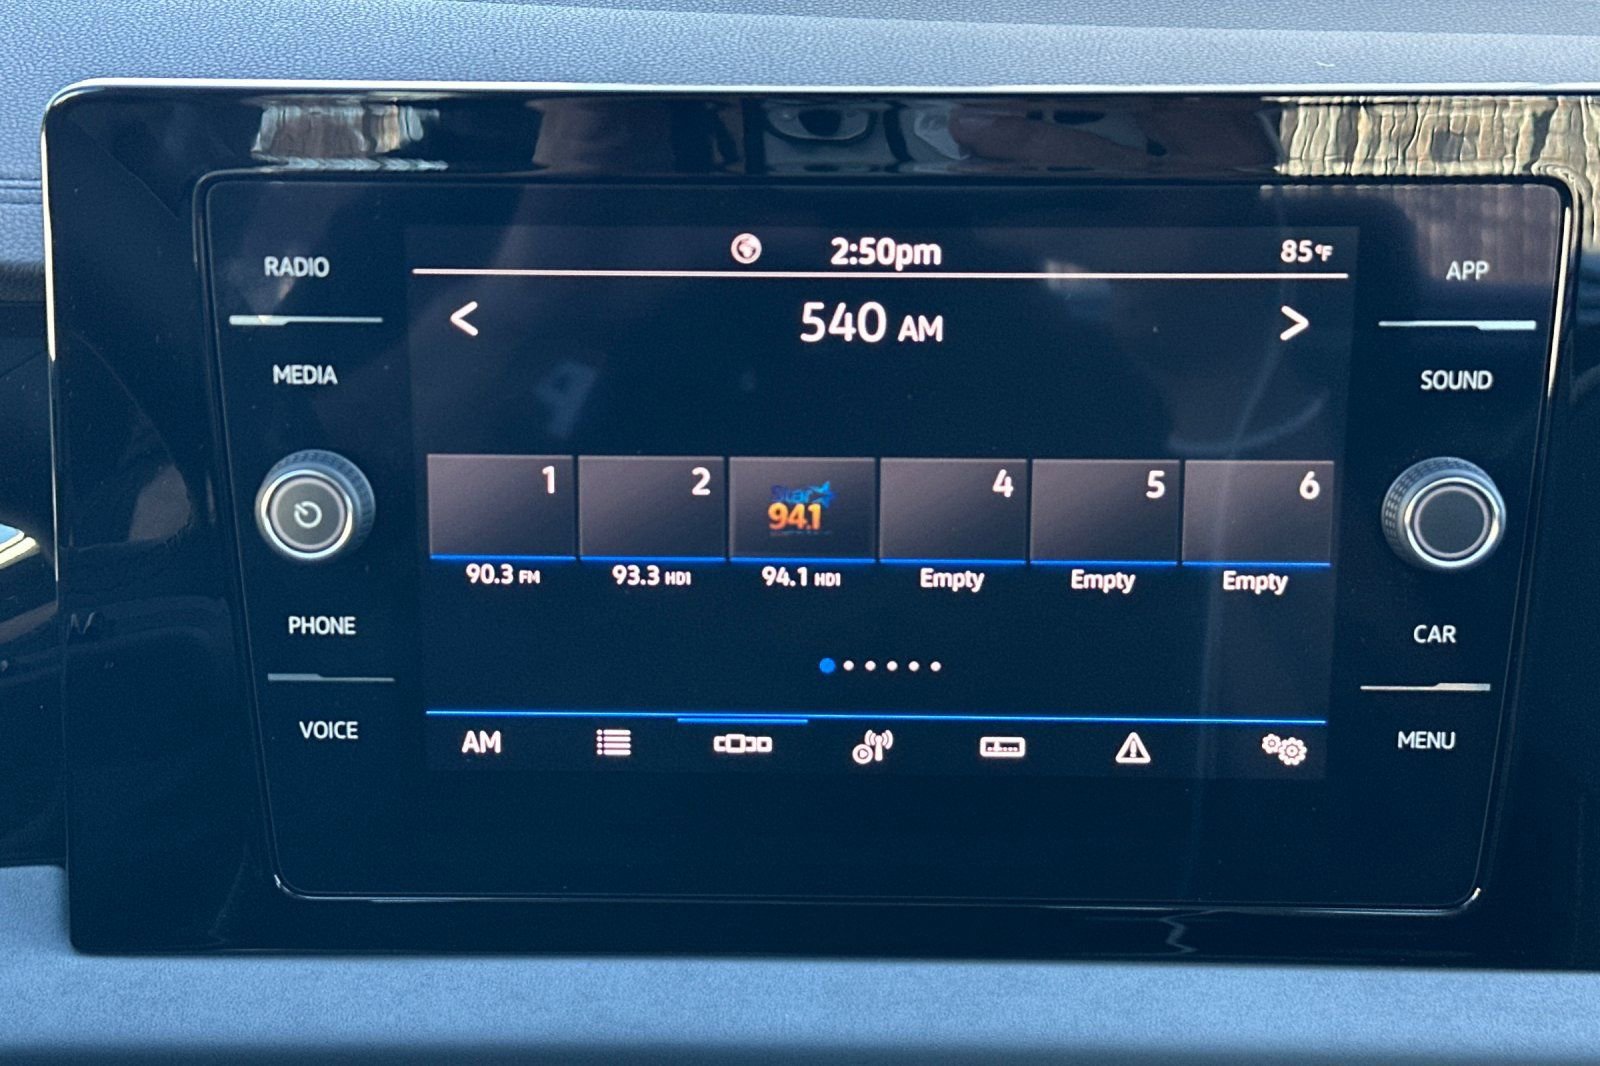 RADIO
MEDIA
PHONE
VOICE
2:50pm
85°F
540 AM
1
2
Star
94.1
4
5
6
90.3 FM
93.3 HD1
94.1 HD1
Empty
Empty
Empty
AM
APP
SOUND
CAR
MENU